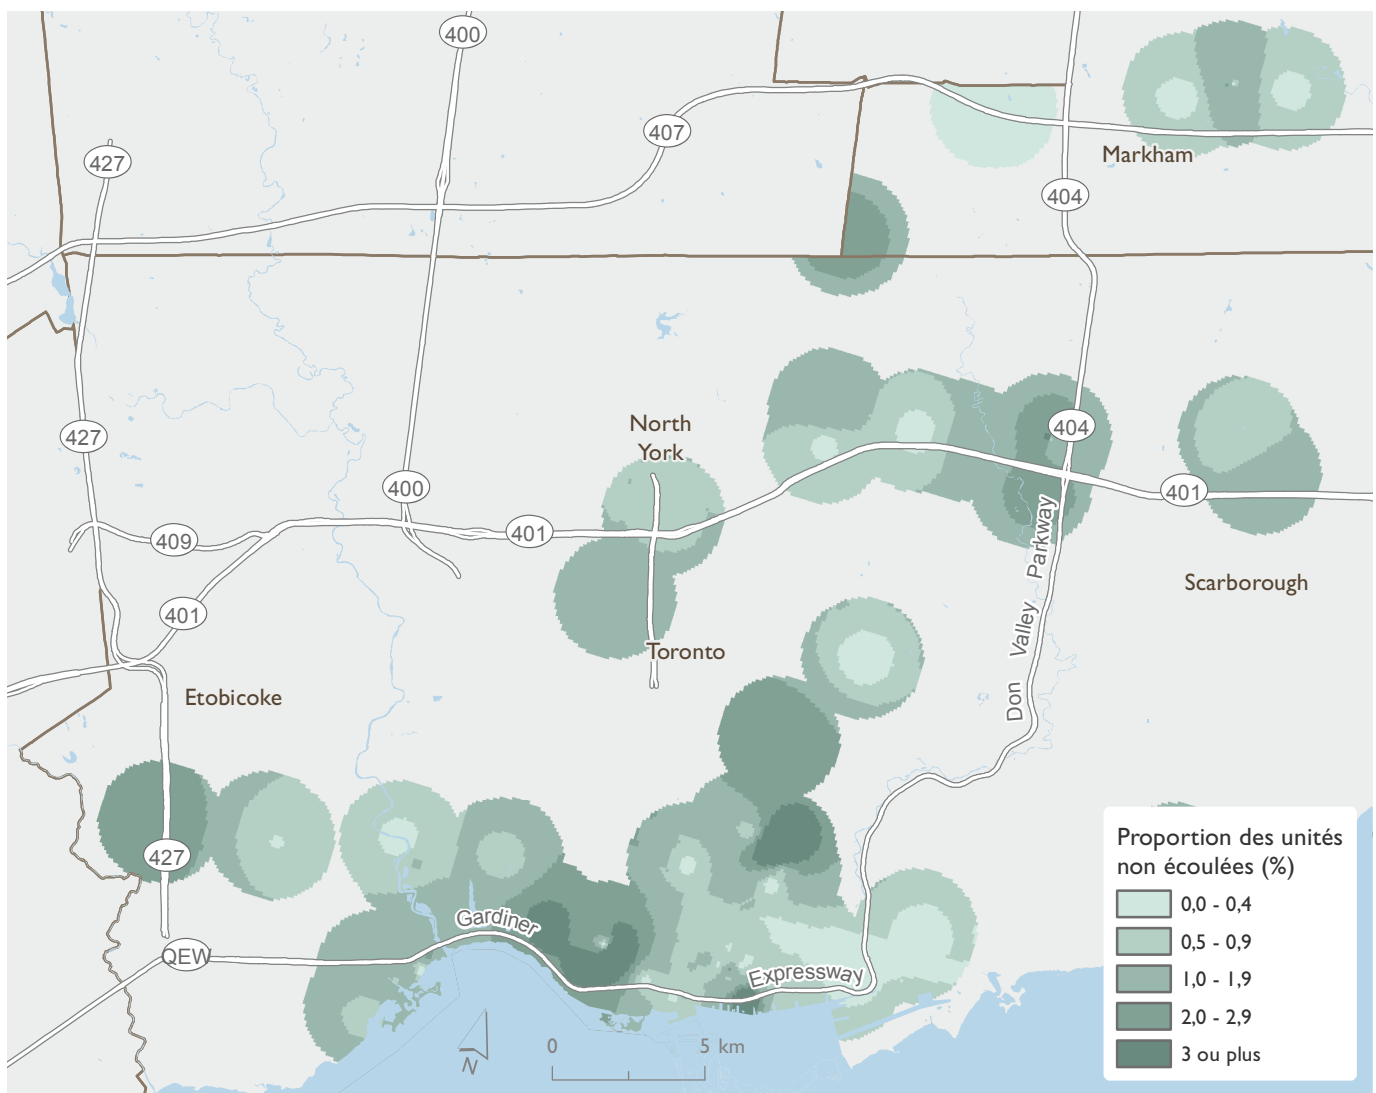 400
407
427
Markham
404
North
York
427
404
400
401
401
409
Scarborough
401
Don Valley Parkway
Toronto
Etobicoke
427
Gardiner
Expressway
QEW
N
0
5 km
Proportion des unités
non écoulées (%)
0,0 - 0,4
0,5 - 0,9
1,0 - 1,9
2,0 - 2,9
3 ou plus